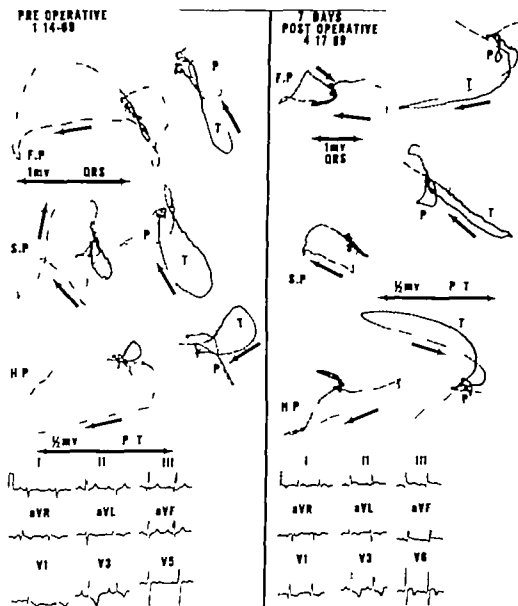 PRE OPERATIVE
1 14-69
P
T
F.P
1mv QRS
S.P
P
T
T
P
H P
½mv P T
I II III
aVR aVL aVF
V1 V3 V5
7 DAYS
POST OPERATIVE
4 17 69
P
T
F.P
1mv
QRS
P
T
S.P
½mv P T
T
P
H P
I II III
aVR aVL aVF
V1 V3 V6